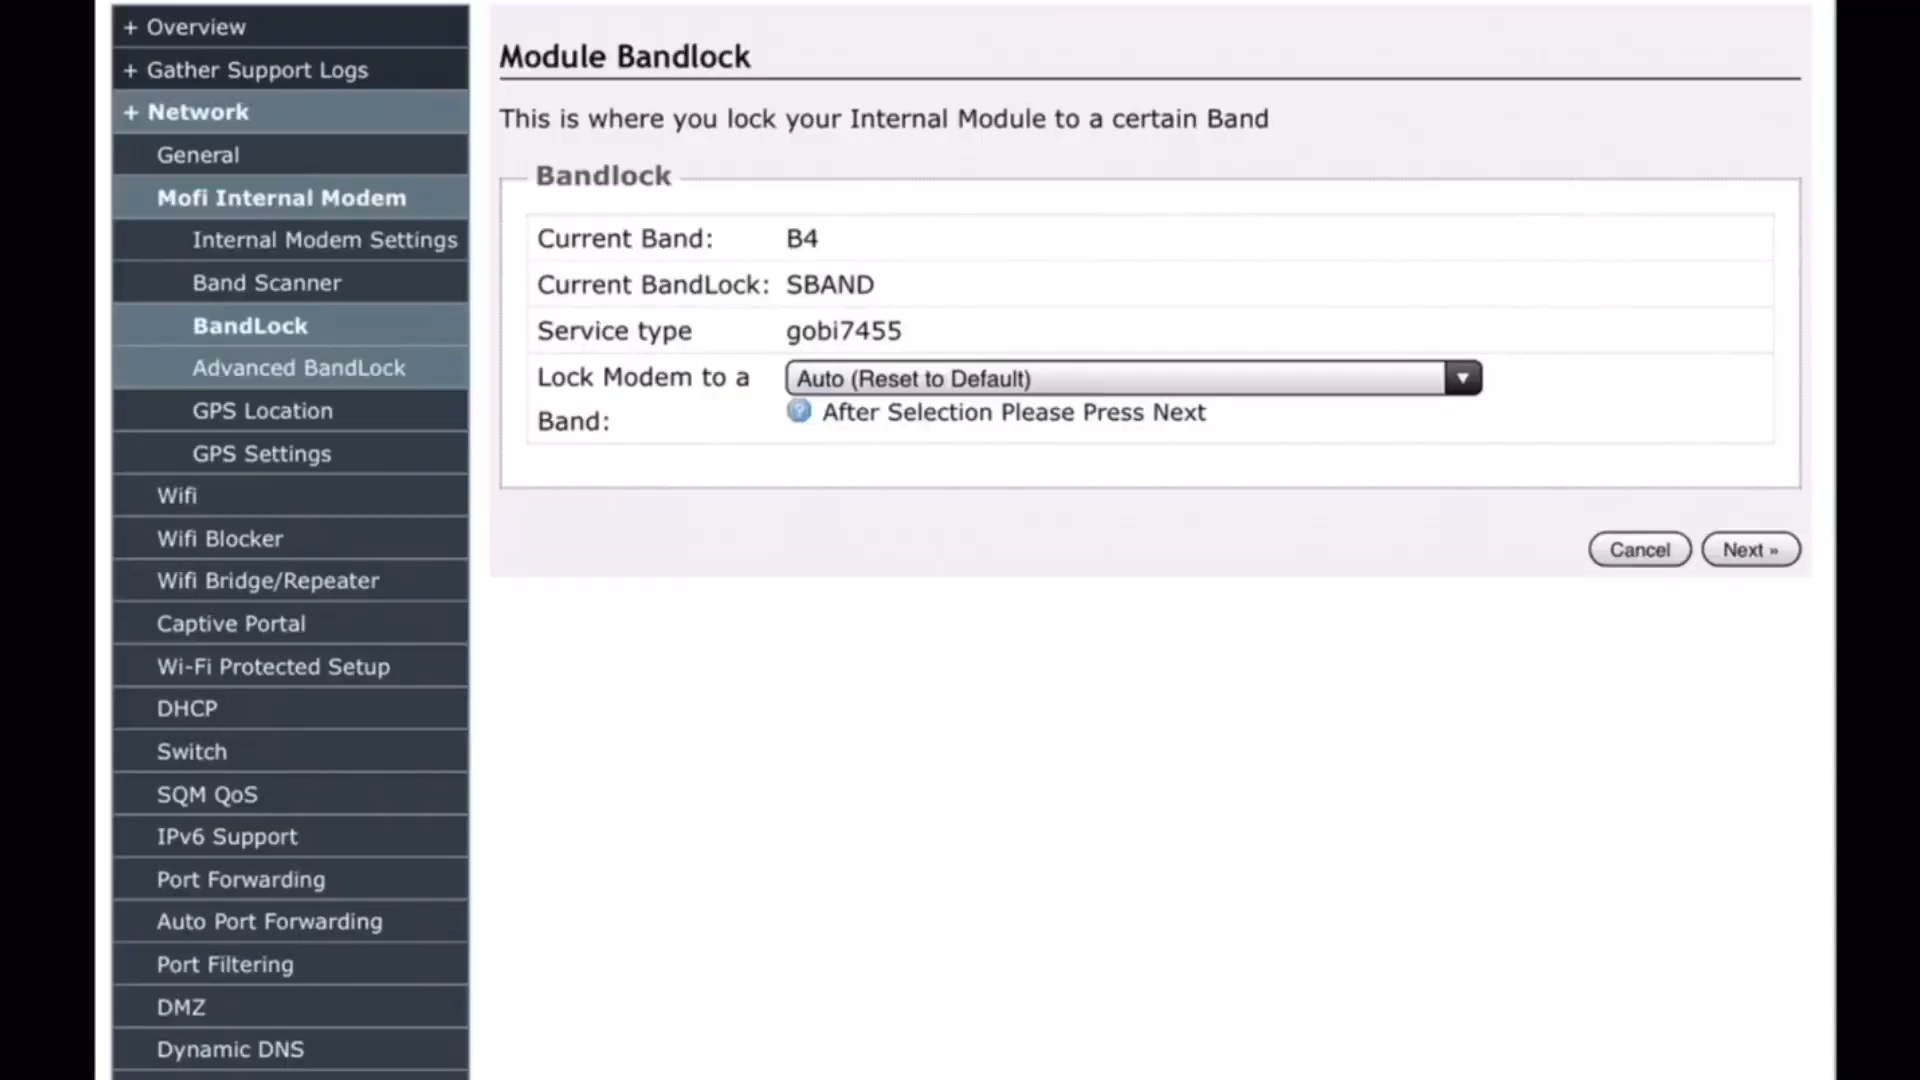 + Overview
+ Gather Support Logs
+ Network
General
Mofi Internal Modem
Internal Modem Settings
Band Scanner
BandLock
Advanced BandLock
GPS Location
GPS Settings
Wifi
Wifi Blocker
Wifi Bridge/Repeater
Captive Portal
Wi-Fi Protected Setup
DHCP
Switch
SQM QoS
IPv6 Support
Port Forwarding
Auto Port Forwarding
Port Filtering
DMZ
Dynamic DNS
Module Bandlock
This is where you lock your Internal Module to a certain Band
Bandlock
Current Band: B4
Current BandLock: SBAND
Service type gobi7455
Lock Modem to a Band: Auto (Reset to Default)
After Selection Please Press Next
Cancel Next »